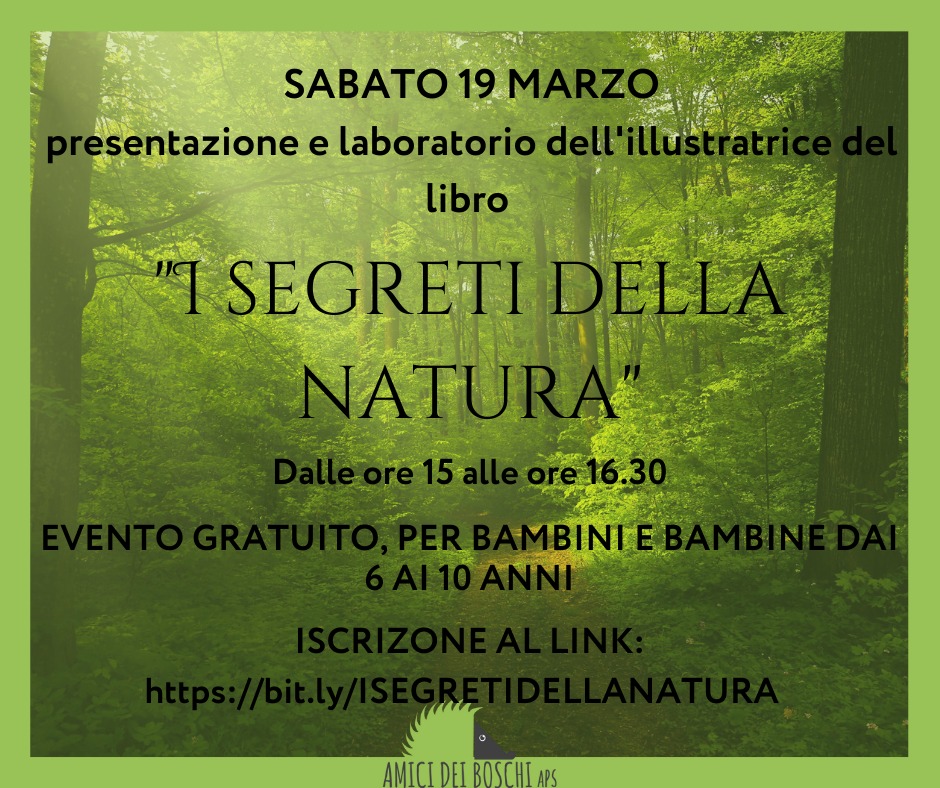 SABATO 19 MARZO
presentazione e laboratorio dell'illustratrice del
libro
"I SEGRETI DELLA
NATURA"
Dalle ore 15 alle ore 16.30
EVENTO GRATUITO, PER BAMBINI E BAMBINE DAI
6 AI 10 ANNI
ISCRIZONE AL LINK:
https://bit.ly/ISEGRETIDELLANATURA
AMICI DEI BOSCHI APS